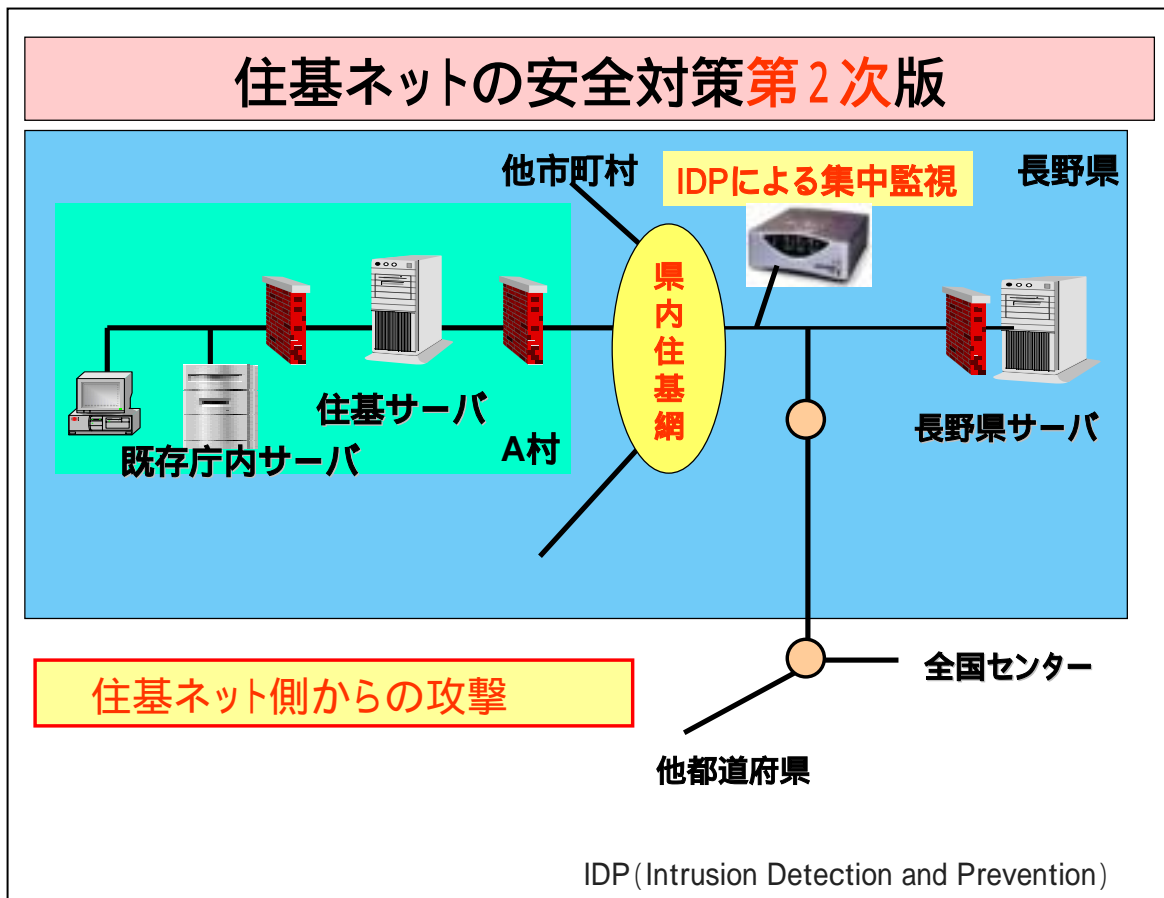 住基ネットの安全対策第2次版
他市町村
IDPによる集中監視
長野県
県内住基網
住基サーバ
長野県サーバ
既存庁内サーバ
A村
全国センター
住基ネット側からの攻撃
他都道府県
IDP(Intrusion Detection and Prevention)